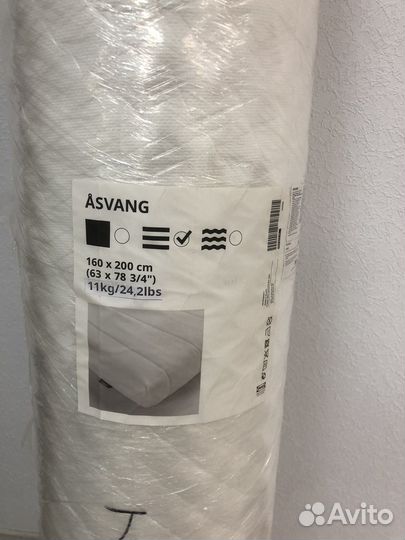 ÅSVANG
160 x 200 cm
(63 x 78 3/4")
11kg/24,2lbs
Avito